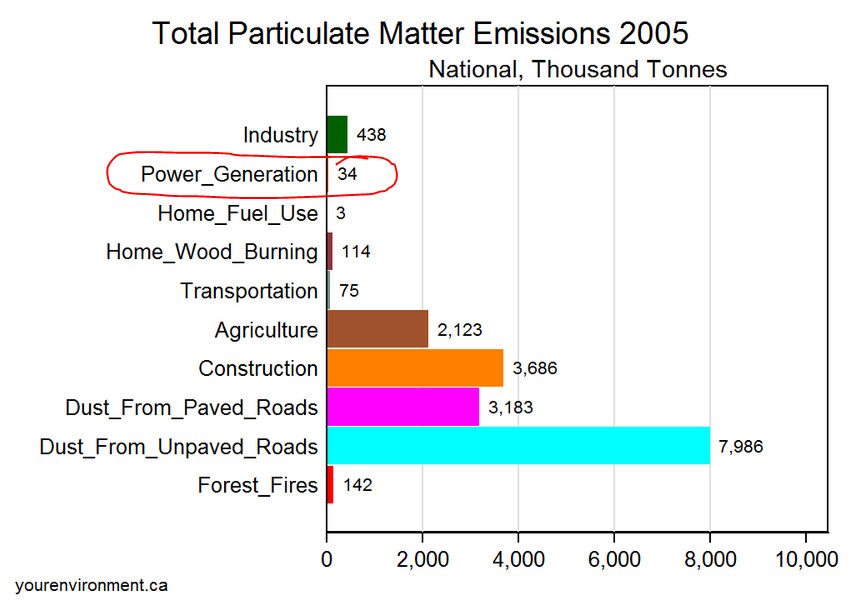 Total Particulate Matter Emissions 2005
National, Thousand Tonnes
Industry 438
Power_Generation 34
Home_Fuel_Use 3
Home_Wood_Burning 114
Transportation 75
Agriculture 2,123
Construction 3,686
Dust_From_Paved_Roads 3,183
Dust_From_Unpaved_Roads 7,986
Forest_Fires 142
0 2,000 4,000 6,000 8,000 10,000
yourenvironment.ca